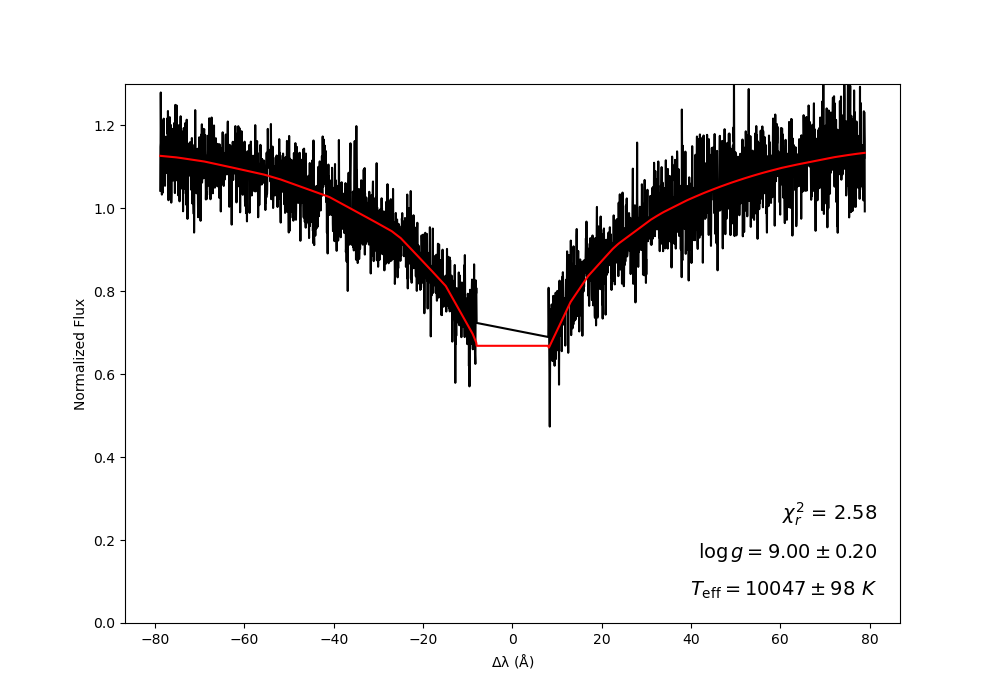 1.2
1.0
0.8
0.6
0.4
0.2
0.0
Normalized Flux
χ²ᵣ = 2.58
log g = 9.00 ± 0.20
T_eff = 10047 ± 98 K
−80 −60 −40 −20 0 20 40 60 80
Δλ (Å)